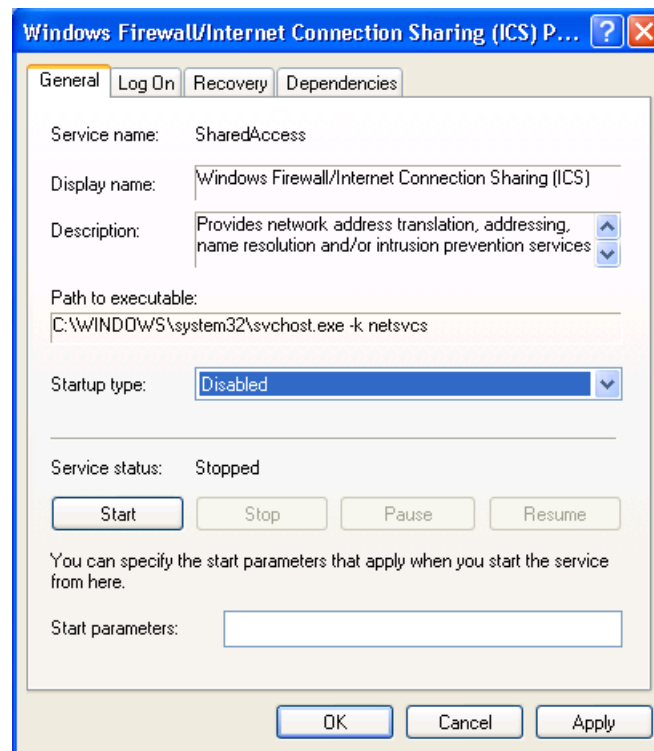 Windows Firewall/Internet Connection Sharing (ICS) P... ? X
General Log On Recovery Dependencies
Service name: SharedAccess
Display name: Windows Firewall/Internet Connection Sharing (ICS)
Description: Provides network address translation, addressing,
name resolution and/or intrusion prevention services
Path to executable:
C:\WINDOWS\system32\svchost.exe -k netsvcs
Startup type: Disabled
Service status: Stopped
Start Stop Pause Resume
You can specify the start parameters that apply when you start the service
from here.
Start parameters:
OK Cancel Apply